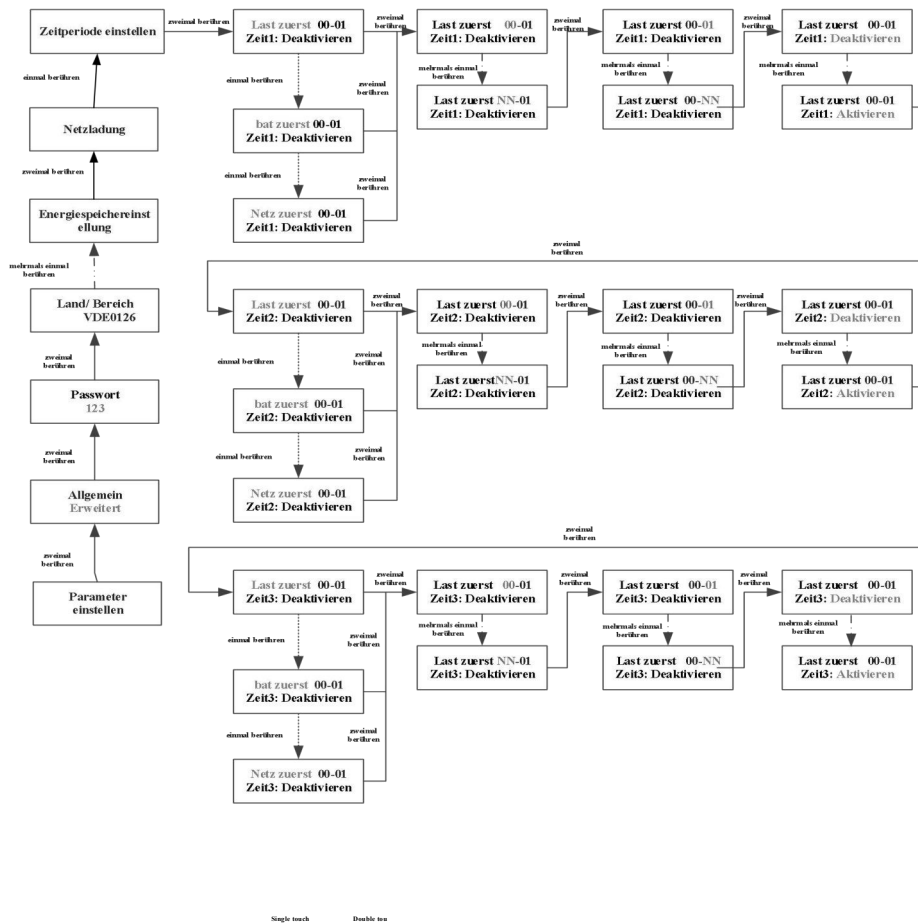 Zeitperiode einstellen
einmal berühren
Netzladung
zweimal berühren
Energiespeichereinst
ellung
mehrmals einmal
berühren
Land/ Bereich
VDE0126
zweimal
berühren
Passwort
123
zweimal
berühren
Allgemein
Erweitert
zweimal
berühren
Parameter
einstellen
zweimal berühren
Last zuerst 00-01
Zeit1: Deaktivieren
zweimal
berühren
Last zuerst 00-01
Zeit1: Deaktivieren
zweimal
berühren
Last zuerst 00-01
Zeit1: Deaktivieren
zweimal
berühren
Last zuerst 00-01
Zeit1: Deaktivieren
einmal berühren
zweimal
berühren
mehrmals einmal
berühren
mehrmals einmal
berühren
mehrmals einmal
berühren
Last zuerst NN-01
Zeit1: Deaktivieren
Last zuerst 00-NN
Zeit1: Deaktivieren
Last zuerst 00-01
Zeit1: Aktivieren
bat zuerst 00-01
Zeit1: Deaktivieren
einmal berühren
zweimal
berühren
Netz zuerst 00-01
Zeit1: Deaktivieren
zweimal
berühren
Last zuerst 00-01
Zeit2: Deaktivieren
zweimal
berühren
Last zuerst 00-01
Zeit2: Deaktivieren
zweimal
berühren
Last zuerst 00-01
Zeit2: Deaktivieren
zweimal
berühren
Last zuerst 00-01
Zeit2: Deaktivieren
einmal berühren
zweimal
berühren
mehrmals einmal
berühren
mehrmals einmal
berühren
mehrmals einmal
berühren
Last zuerstNN-01
Zeit2: Deaktivieren
Last zuerst 00-NN
Zeit2: Deaktivieren
Last zuerst 00-01
Zeit2: Aktivieren
bat zuerst 00-01
Zeit2: Deaktivieren
einmal berühren
zweimal
berühren
Netz zuerst 00-01
Zeit2: Deaktivieren
zweimal
berühren
Last zuerst 00-01
Zeit3: Deaktivieren
zweimal
berühren
Last zuerst 00-01
Zeit3: Deaktivieren
zweimal
berühren
Last zuerst 00-01
Zeit3: Deaktivieren
zweimal
berühren
Last zuerst 00-01
Zeit3: Deaktivieren
einmal berühren
zweimal
berühren
mehrmals einmal
berühren
mehrmals einmal
berühren
mehrmals einmal
berühren
Last zuerst NN-01
Zeit3: Deaktivieren
Last zuerst 00-NN
Zeit3: Deaktivieren
Last zuerst 00-01
Zeit3: Aktivieren
bat zuerst 00-01
Zeit3: Deaktivieren
einmal berühren
zweimal
berühren
Netz zuerst 00-01
Zeit3: Deaktivieren
Single touch
Double tou